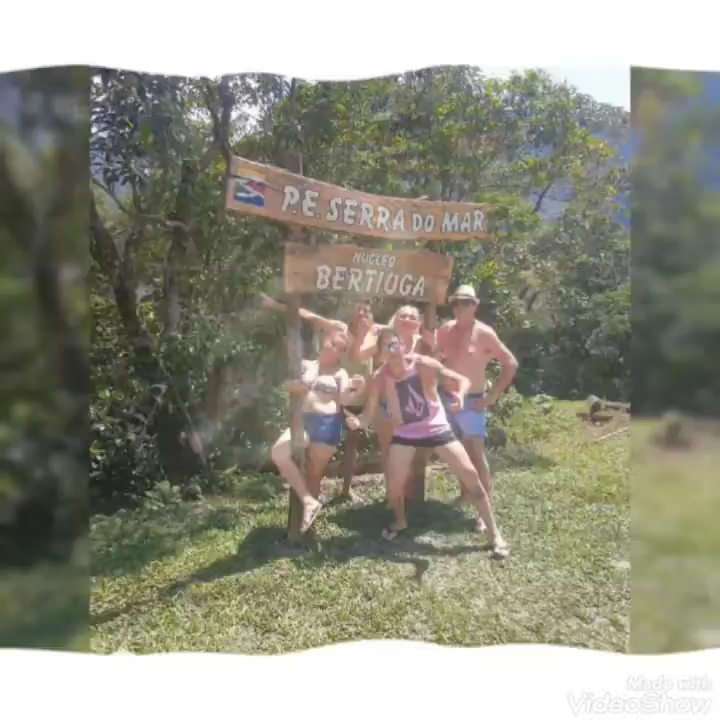 P.E. SERRA DO MAR
NÚCLEO
BERTIOGA
Made with
VideoShow